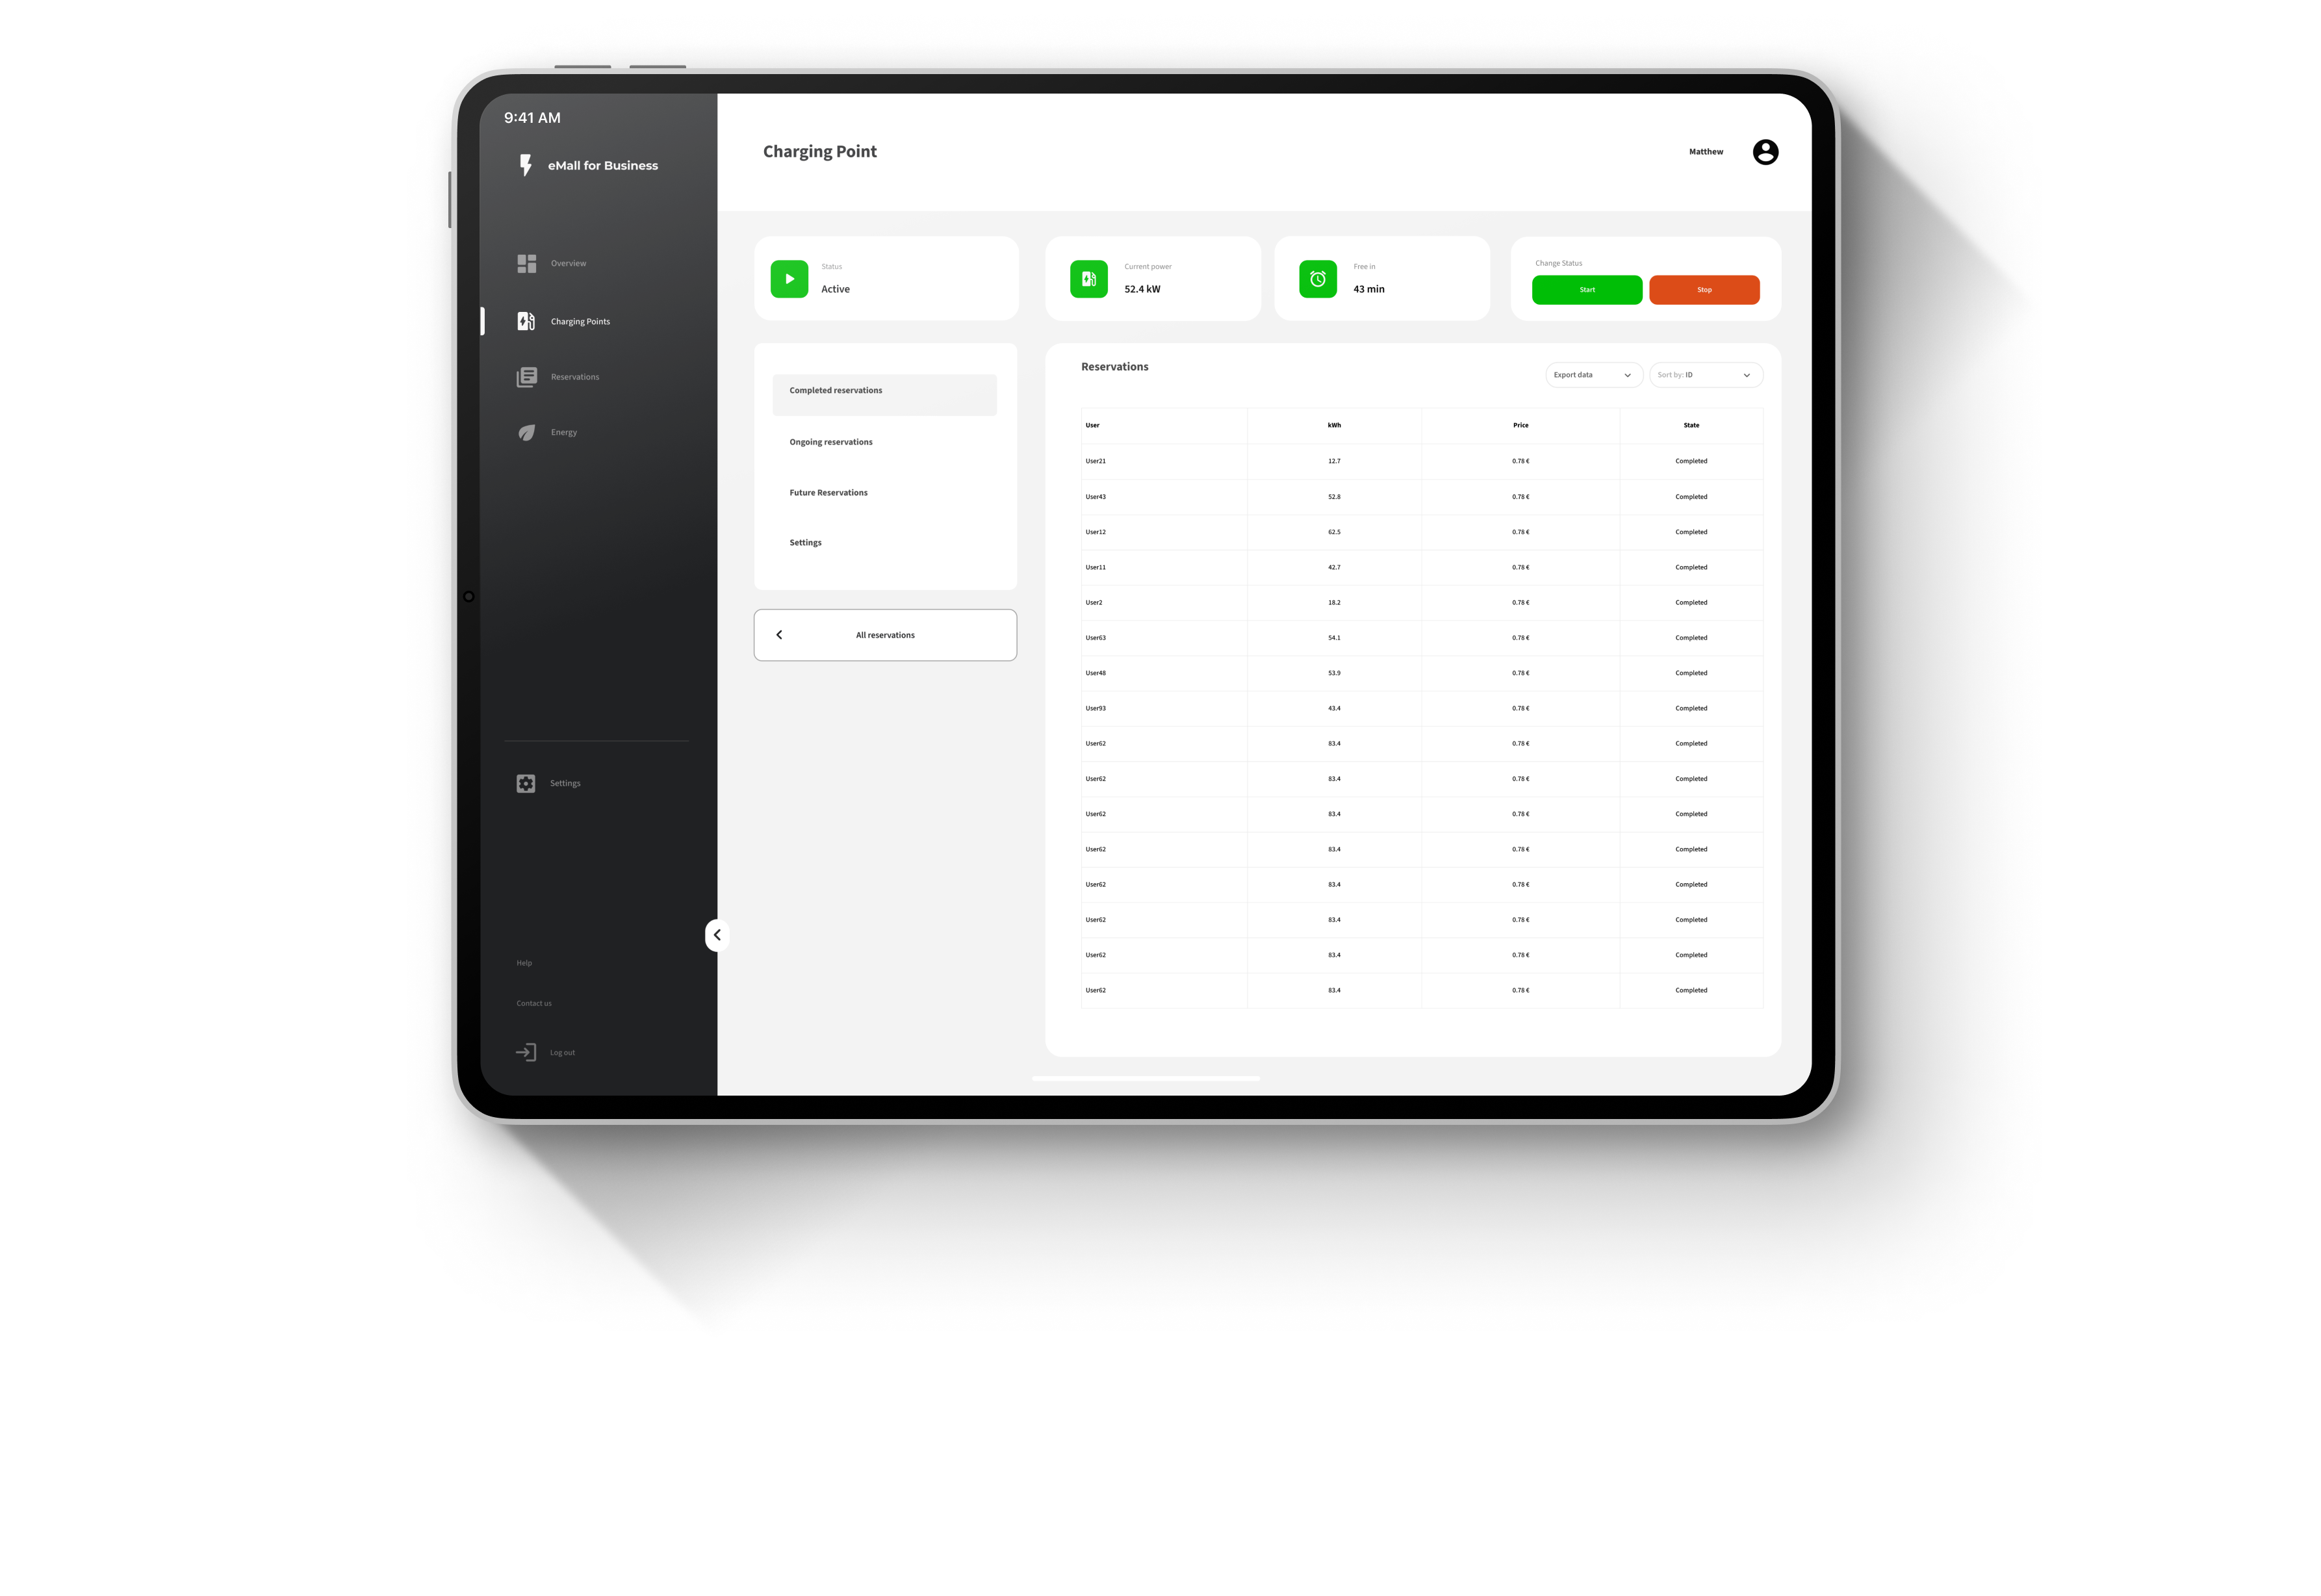 9:41 AM
eMall for Business
Overview
Charging Points
Reservations
Energy
Settings
Help
Contact us
Log out
Charging Point
Matthew
Status
Active
Current power
52.4 kW
Free in
43 min
Change Status
Start Stop
Completed reservations
Ongoing reservations
Future Reservations
Settings
All reservations
Reservations
Export data
Sort by: ID
User kWh Price State
User21 12.7 0.78 € Completed
User43 52.8 0.78 € Completed
User12 62.5 0.78 € Completed
User11 42.7 0.78 € Completed
User2 18.2 0.78 € Completed
User63 54.1 0.78 € Completed
User48 53.9 0.78 € Completed
User93 43.4 0.78 € Completed
User62 83.4 0.78 € Completed
User62 83.4 0.78 € Completed
User62 83.4 0.78 € Completed
User62 83.4 0.78 € Completed
User62 83.4 0.78 € Completed
User62 83.4 0.78 € Completed
User62 83.4 0.78 € Completed
User62 83.4 0.78 € Completed